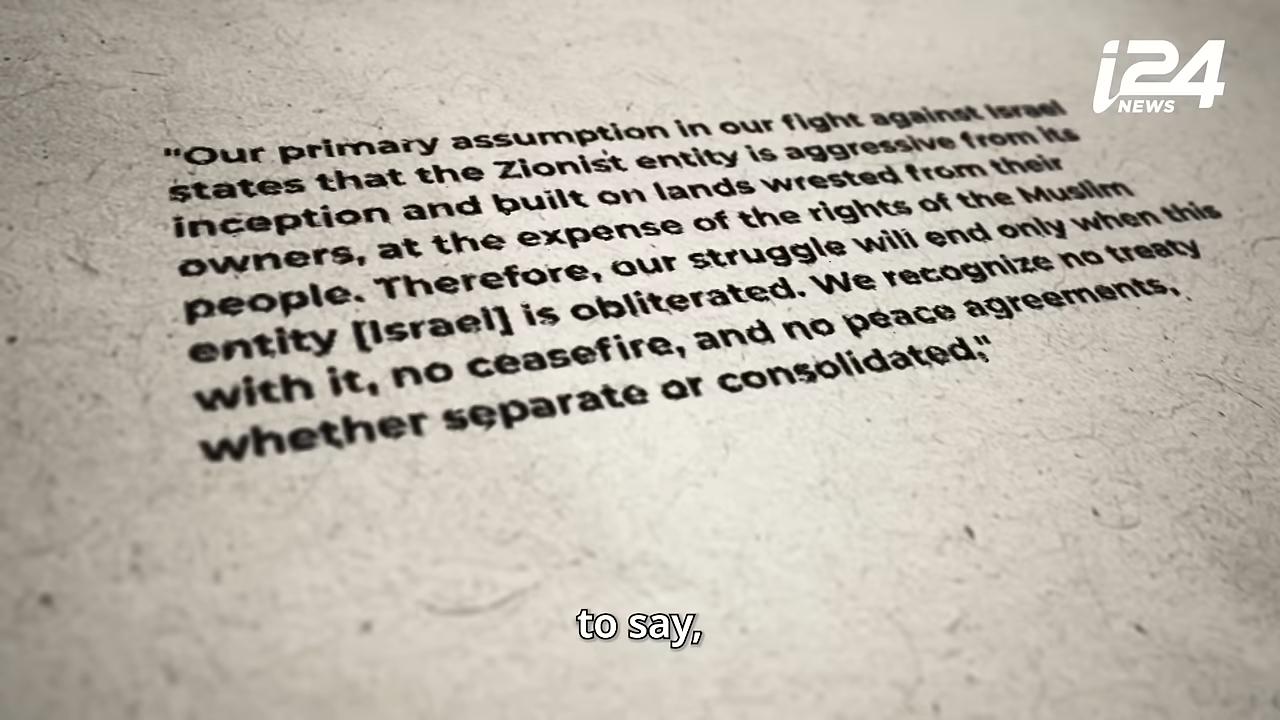 i24
NEWS
"Our primary assumption in our fight against Israel
states that the Zionist entity is aggressive from its
inception and built on lands wrested from their
owners, at the expense of the rights of the Muslim
people. Therefore, our struggle will end only when this
entity [Israel] is obliterated. We recognize no treaty
with it, no ceasefire, and no peace agreements,
whether separate or consolidated."
to say,